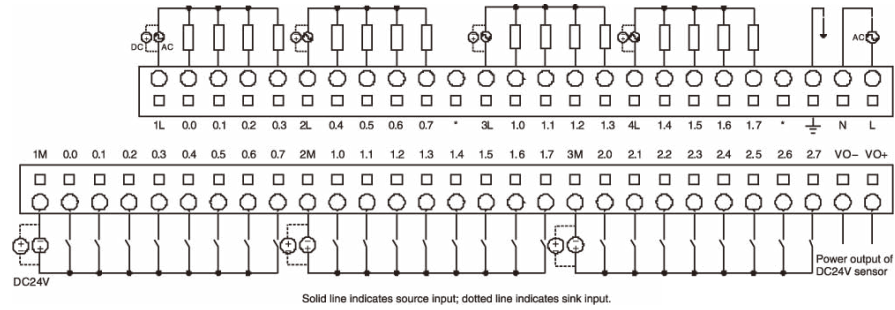 DC AC AC
1L 0.0 0.1 0.2 0.3 2L 0.4 0.5 0.6 0.7 * 3L 1.0 1.1 1.2 1.3 4L 1.4 1.5 1.6 1.7 * N L
1M 0.0 0.1 0.2 0.3 0.4 0.5 0.6 0.7 2M 1.0 1.1 1.2 1.3 1.4 1.5 1.6 1.7 3M 2.0 2.1 2.2 2.3 2.4 2.5 2.6 2.7 VO− VO+
DC24V
Power output of
DC24V sensor
Solid line indicates source input; dotted line indicates sink input.